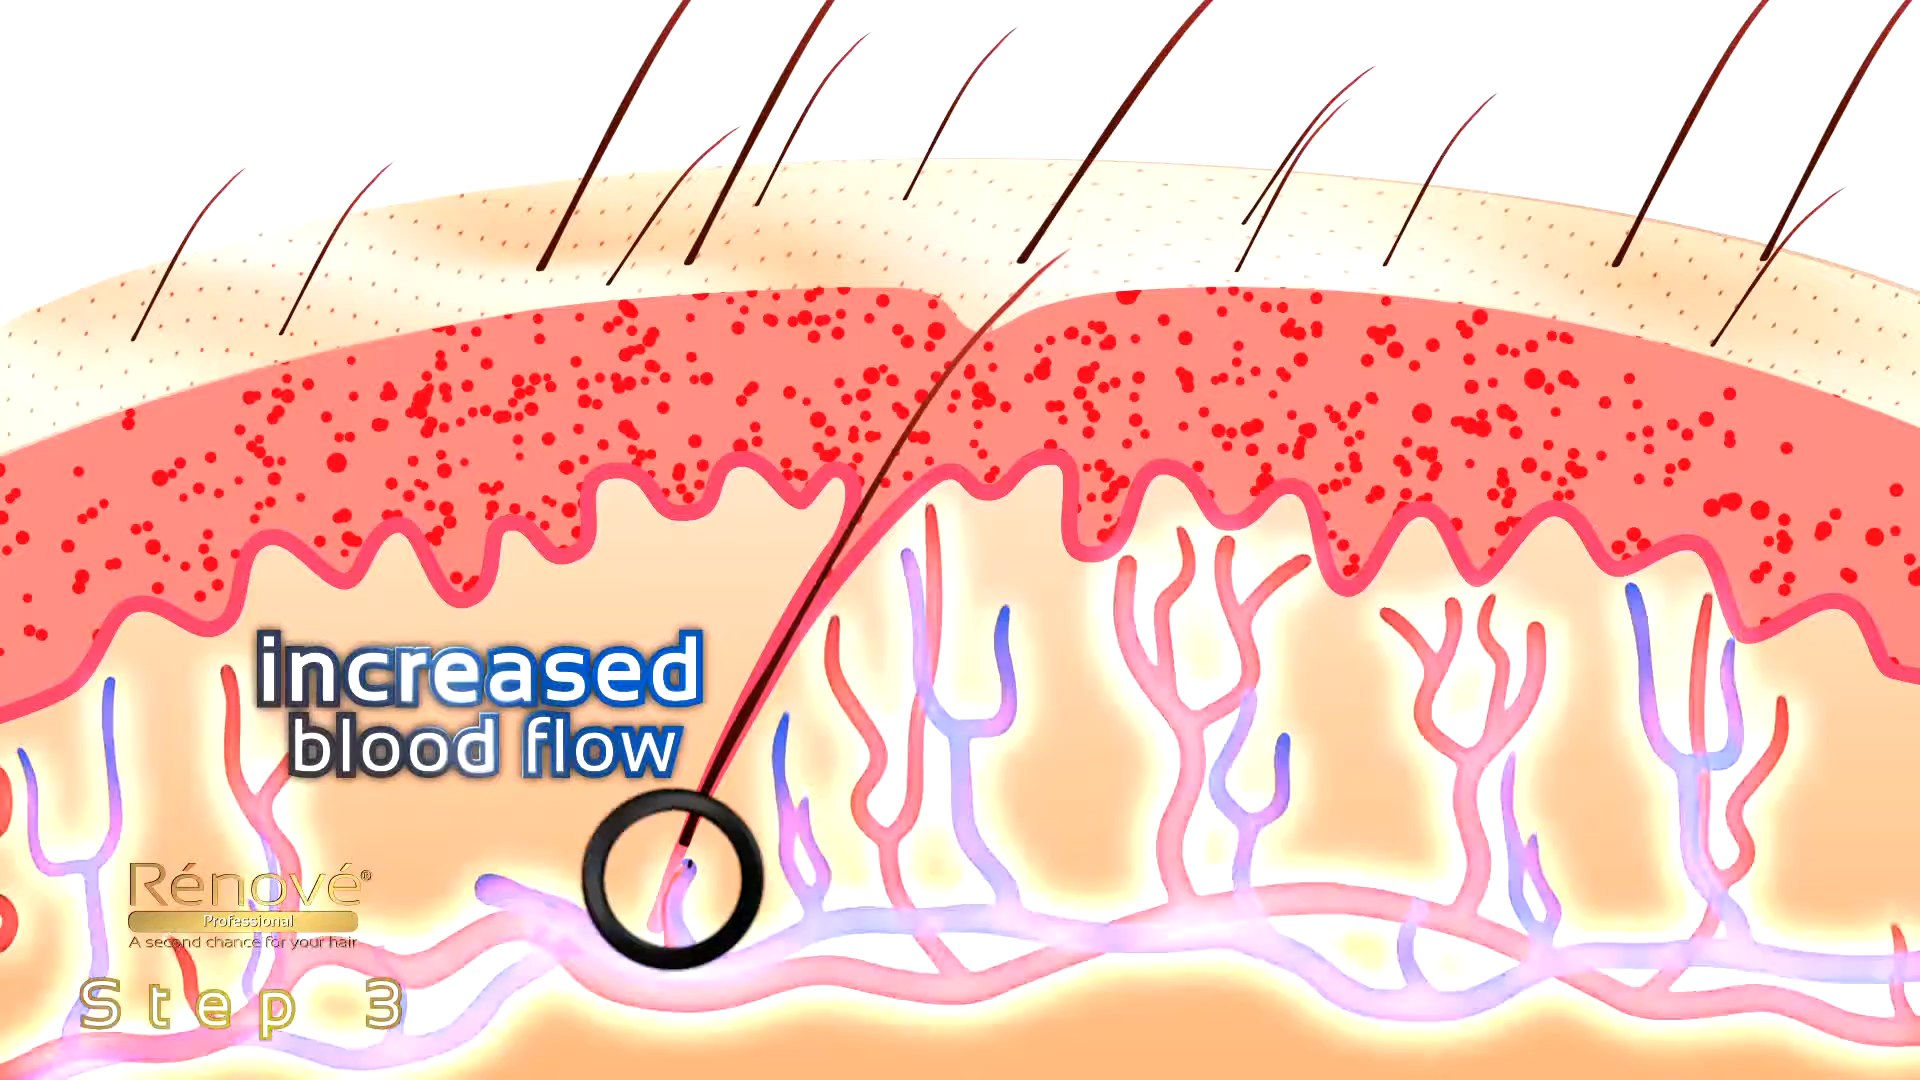 increased
blood flow
Rénové®
Professional
A second chance for your hair
Step 3